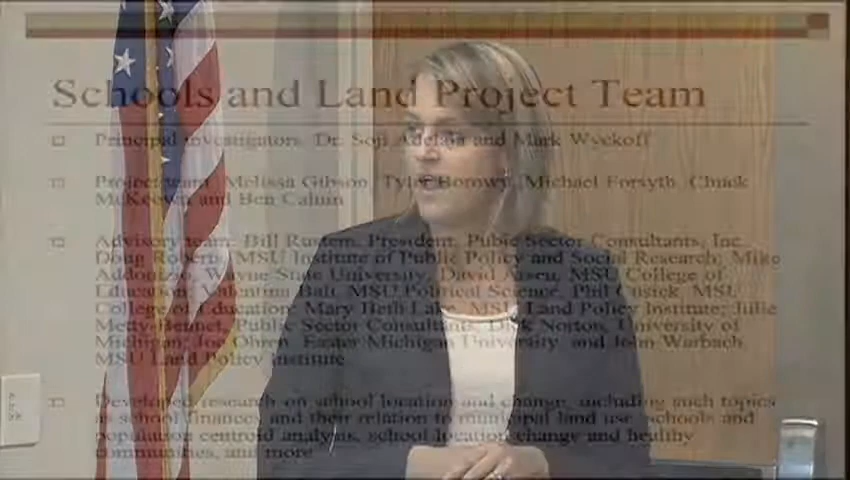 Schools and Land Project Team
Principal investigators: Dr. Soji Adelaja and Mark Wyckoff
Project team: Melissa Gibson, Tyler Borowy, Michael Forsyth, Chuck
McKeown and Ben Calnin
Advisory team: Bill Rustem, President, Public Sector Consultants, Inc.
Doug Roberts, MSU Institute of Public Policy and Social Research; Mike
Addonizio, Wayne State University; David Arsen, MSU College of
Education; Valentina Bali, MSU Political Science, Phil Cusick, MSU
College of Education; Mary Beth MSU Land Policy Institute; Julie
Metty-Bennet, Public Sector Consultants, Dick Norton, University of
Michigan; Joe Ohren, Easter Michigan University, and John Warbach,
MSU Land Policy Institute
Developed research on school location and change, including such topics
as school finances and their relation to municipal land use, schools and
population centroid analysis, school location change and healthy
communities, and more